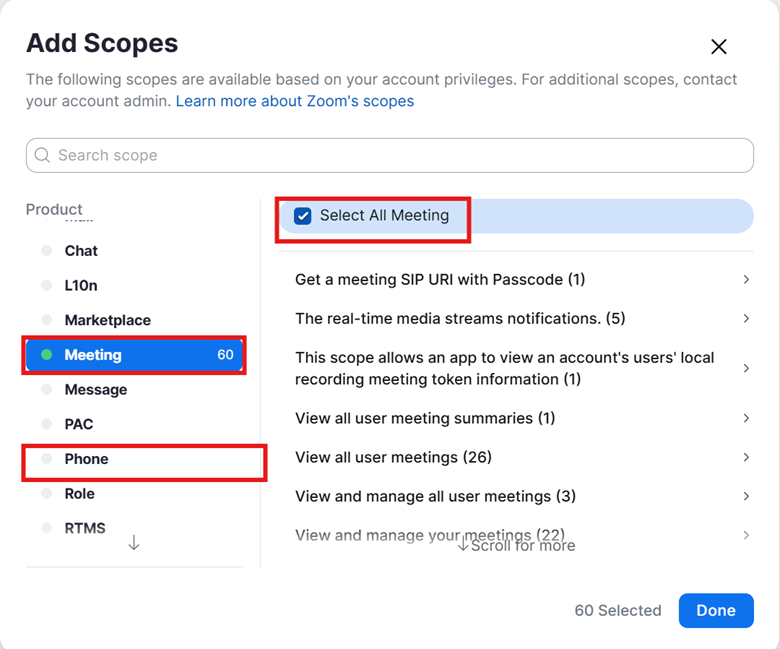 Add Scopes
The following scopes are available based on your account privileges. For additional scopes, contact
your account admin. Learn more about Zoom's scopes
Search scope
Product
Chat
L10n
Marketplace
Meeting 60
Message
PAC
Phone
Role
RTMS
Select All Meeting
Get a meeting SIP URI with Passcode (1)
The real-time media streams notifications. (5)
This scope allows an app to view an account's users' local
recording meeting token information (1)
View all user meeting summaries (1)
View all user meetings (26)
View and manage all user meetings (3)
View and manage your meetings (22)
Scroll for more
60 Selected
Done